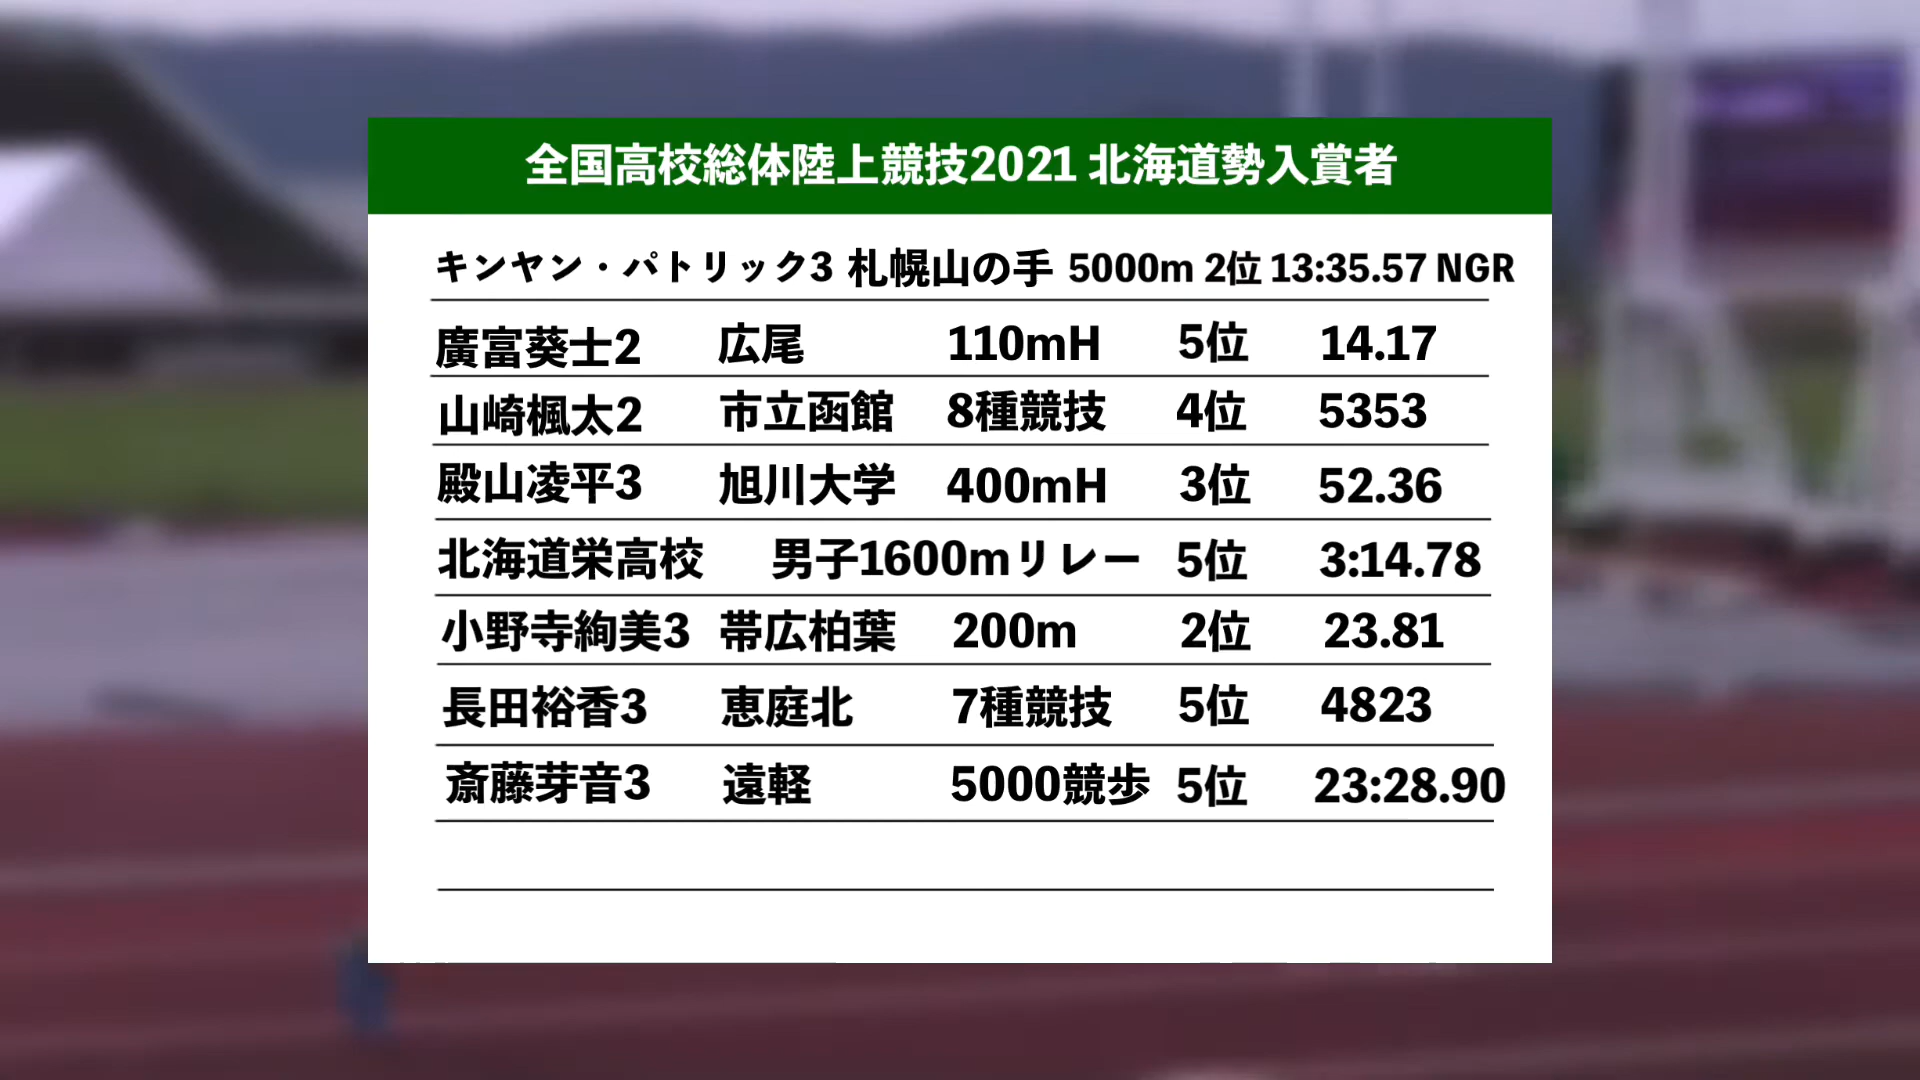 全国高校総体陸上競技2021 北海道勢入賞者
キンヤン・パトリック3 札幌山の手 5000m 2位 13:35.57 NGR
廣富葵士2 広尾 110mH 5位 14.17
山崎楓太2 市立函館 8種競技 4位 5353
殿山凌平3 旭川大学 400mH 3位 52.36
北海道栄高校 男子1600mリレー 5位 3:14.78
小野寺絢美3 帯広柏葉 200m 2位 23.81
長田裕香3 恵庭北 7種競技 5位 4823
斎藤芽音3 遠軽 5000競歩 5位 23:28.90